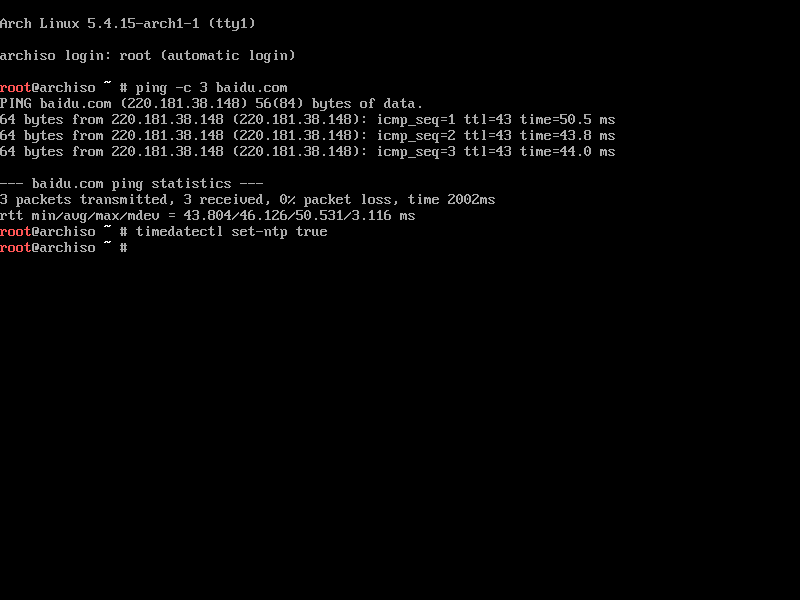 Arch Linux 5.4.15-arch1-1 (tty1)
archiso login: root (automatic login)
root@archiso ~ # ping -c 3 baidu.com
PING baidu.com (220.181.38.148) 56(84) bytes of data.
64 bytes from 220.181.38.148 (220.181.38.148): icmp_seq=1 ttl=43 time=50.5 ms
64 bytes from 220.181.38.148 (220.181.38.148): icmp_seq=2 ttl=43 time=43.8 ms
64 bytes from 220.181.38.148 (220.181.38.148): icmp_seq=3 ttl=43 time=44.0 ms
--- baidu.com ping statistics ---
3 packets transmitted, 3 received, 0% packet loss, time 2002ms
rtt min/avg/max/mdev = 43.804/46.126/50.531/3.116 ms
root@archiso ~ # timedatectl set-ntp true
root@archiso ~ #